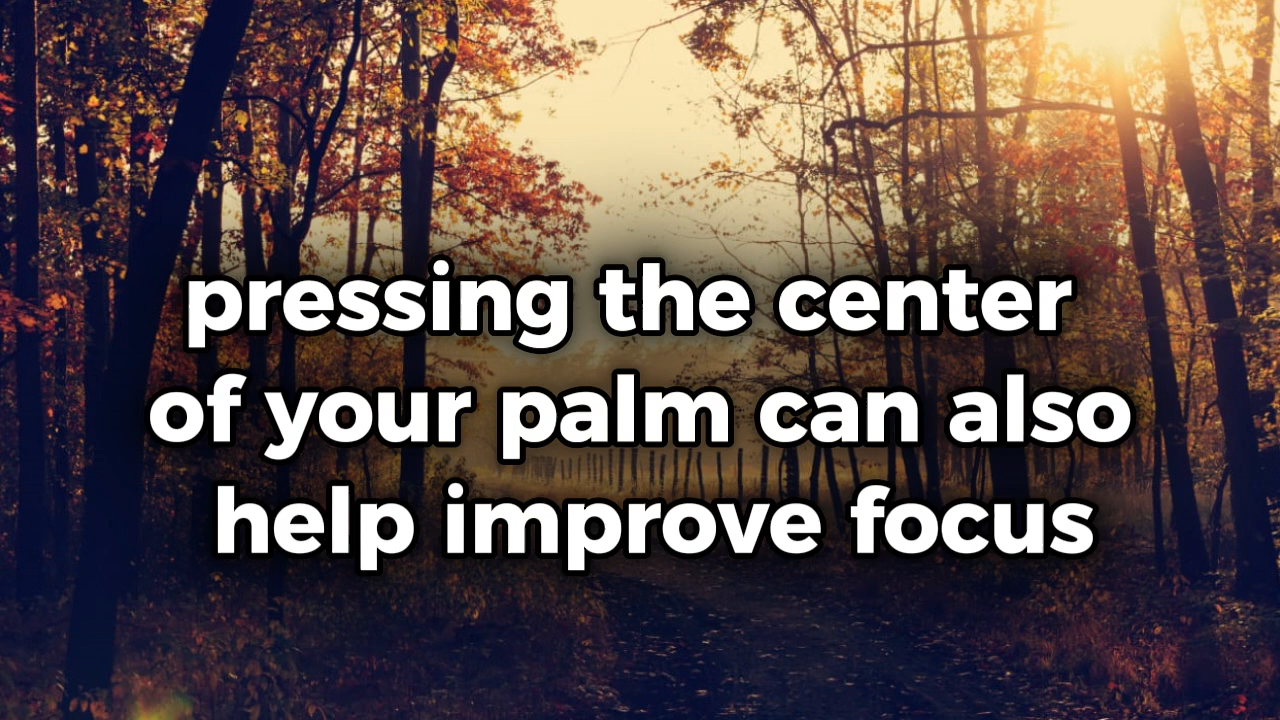 pressing the center
of your palm can also
help improve focus